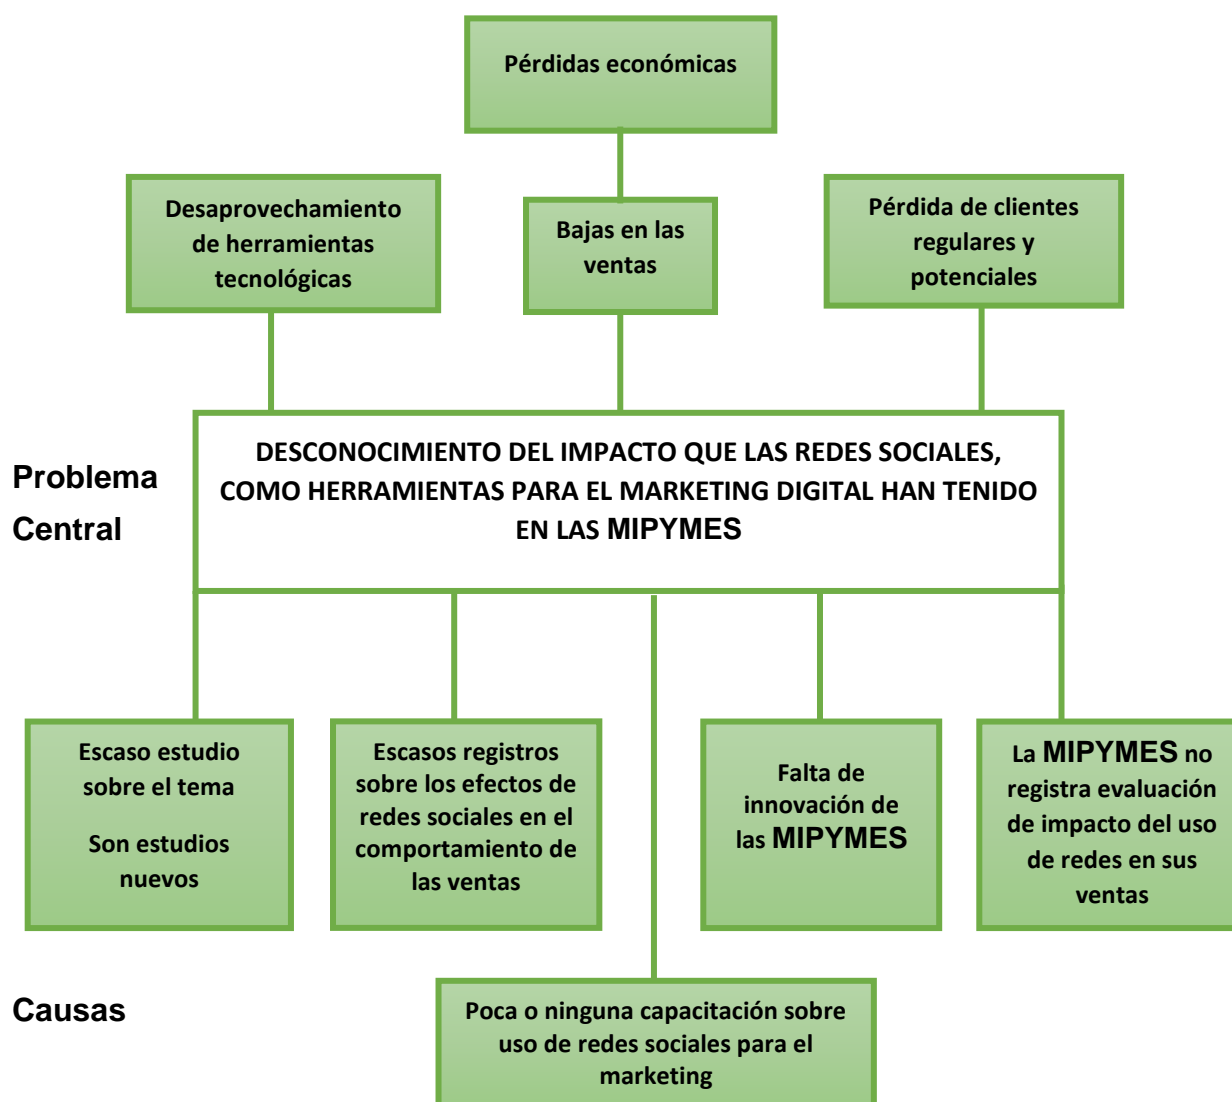 Pérdidas económicas
Desaprovechamiento
de herramientas
tecnológicas
Bajas en las
ventas
Pérdida de clientes
regulares y
potenciales
Problema
Central
DESCONOCIMIENTO DEL IMPACTO QUE LAS REDES SOCIALES,
COMO HERRAMIENTAS PARA EL MARKETING DIGITAL HAN TENIDO
EN LAS MIPYMES
Escaso estudio
sobre el tema
Son estudios
nuevos
Escasos registros
sobre los efectos de
redes sociales en el
comportamiento de
las ventas
Falta de
innovación de
las MIPYMES
La MIPYMES no
registra evaluación
de impacto del uso
de redes en sus
ventas
Causas
Poca o ninguna capacitación sobre
uso de redes sociales para el
marketing